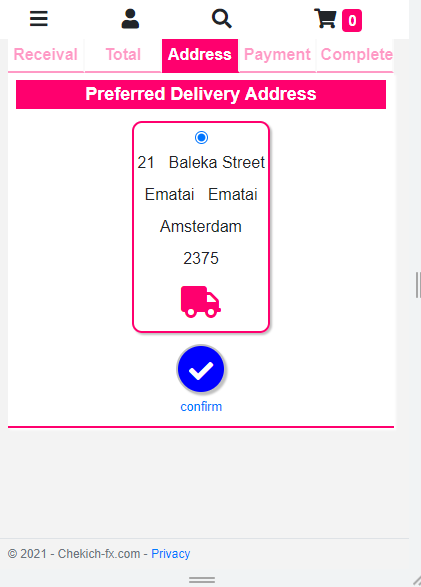 0
Receival Total Address Payment Complete
Preferred Delivery Address
21 Baleka Street
Ematai Ematai
Amsterdam
2375
confirm
© 2021 - Chekich-fx.com - Privacy